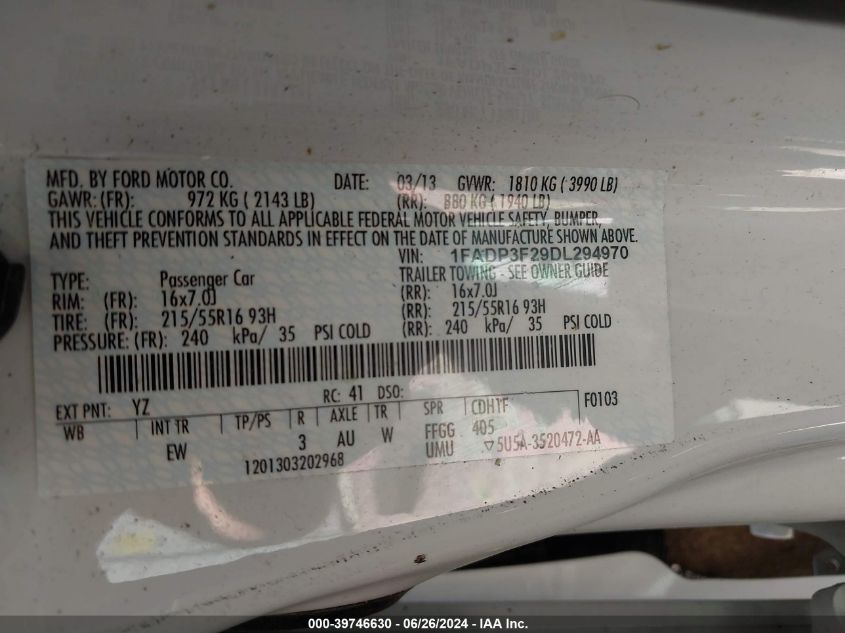 MFD. BY FORD MOTOR CO. DATE: 03/13 GVWR: 1810 KG ( 3990 LB)
GAWR: (FR): 972 KG ( 2143 LB) (RR): 880 KG ( 1940 LB)
THIS VEHICLE CONFORMS TO ALL APPLICABLE FEDERAL MOTOR VEHICLE SAFETY, BUMPER,
AND THEFT PREVENTION STANDARDS IN EFFECT ON THE DATE OF MANUFACTURE SHOWN ABOVE.
VIN: 1FADP3F29DL294970
TYPE: Passenger Car TRAILER TOWING - SEE OWNER GUIDE
RIM: (FR): 16x7.0J (RR): 16x7.0J
TIRE: (FR): 215/55R16 93H (RR): 215/55R16 93H
PRESSURE: (FR): 240 kPa/ 35 PSI COLD (RR): 240 kPa/ 35 PSI COLD
EXT PNT: YZ RC: 41 DSO: F0103
WB INT TR TP/PS R AXLE TR SPR CDH1F
EW 3 AU W FFGG 405
UMU ▽5U5A-3520472-AA
1201303202968
000-39746630 - 06/26/2024 - IAA Inc.